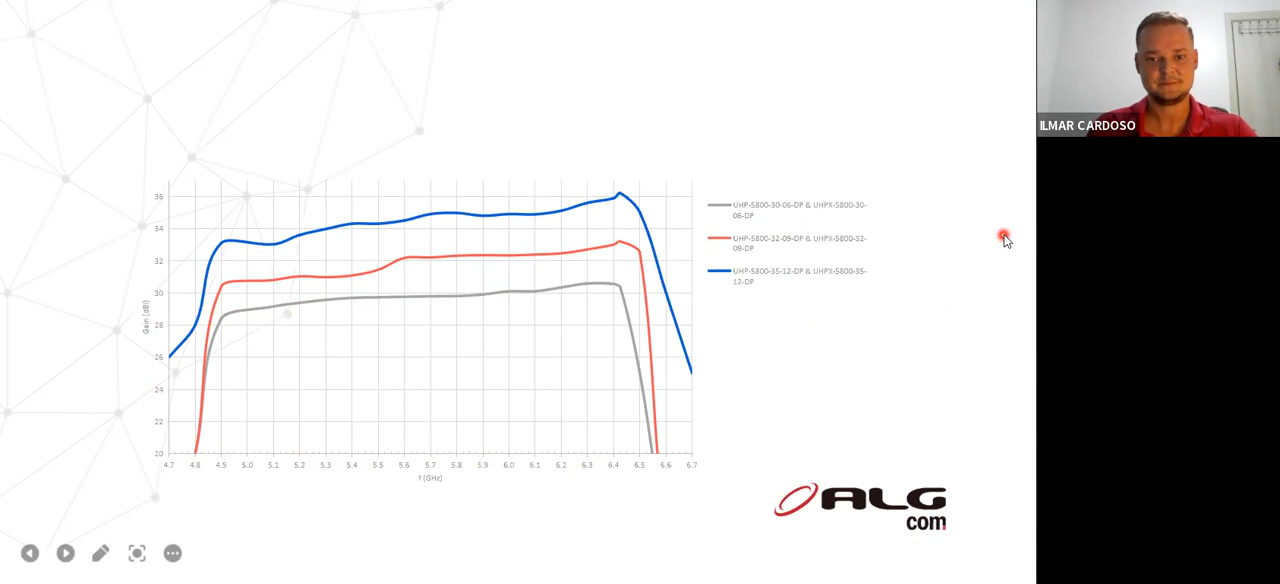 ILMAR CARDOSO
36
34
32
30
28
26
24
22
20
Gain (dBi)
4.7 4.8 4.9 5.0 5.1 5.2 5.3 5.4 5.5 5.6 5.7 5.8 5.9 6.0 6.1 6.2 6.3 6.4 6.5 6.6 6.7
f (GHz)
UHP-5800-30-06-DP & UHPX-5800-30-
06-DP
UHP-5800-32-09-DP & UHPX-5800-32-
09-DP
UHP-5800-35-12-DP & UHPX-5800-35-
12-DP
ALG
com